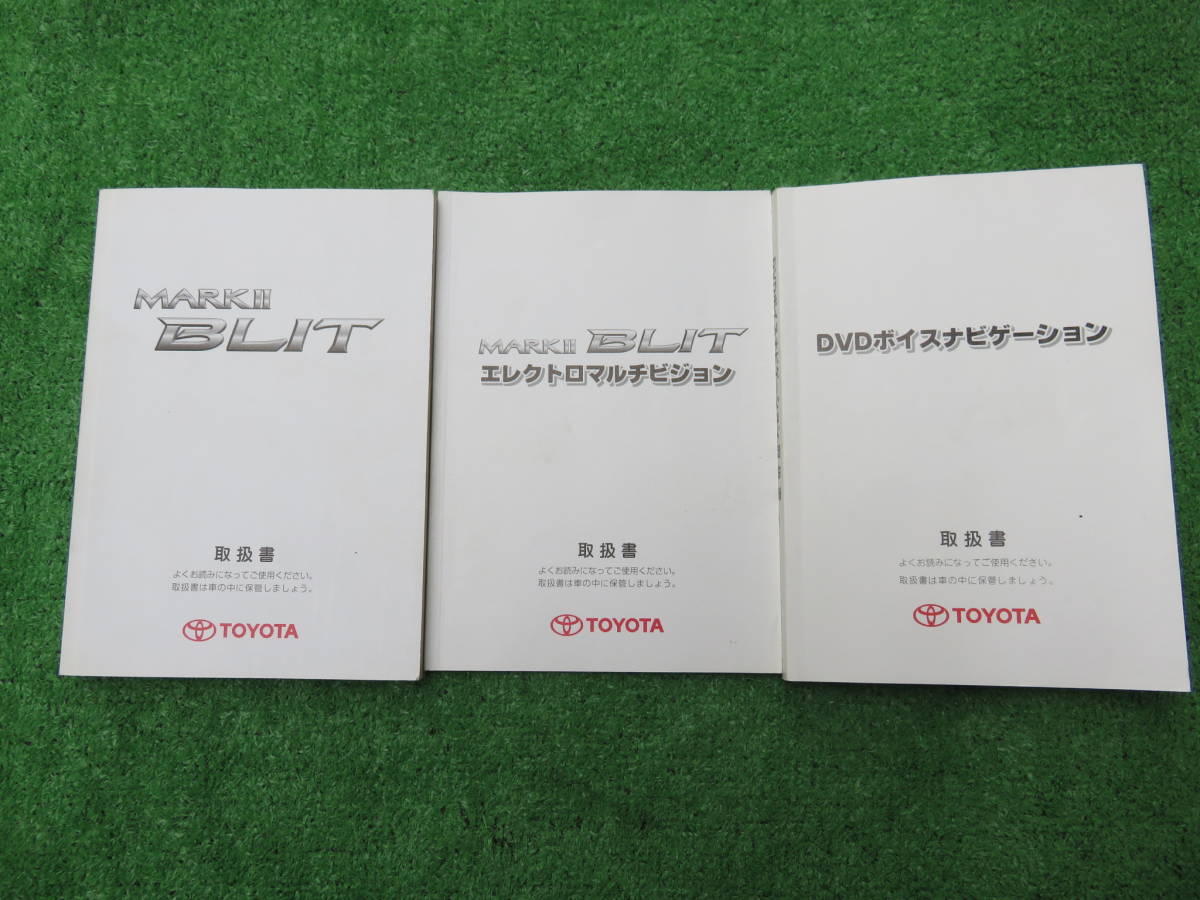 MARK II
BLIT
取扱書
よくお読みになってご使用ください。
取扱書は車の中に保管しましょう。
TOYOTA
MARK II BLIT
エレクトロマルチビジョン
取扱書
よくお読みになってご使用ください。
取扱書は車の中に保管しましょう。
TOYOTA
DVDボイスナビゲーション
取扱書
よくお読みになってご使用ください。
取扱書は車の中に保管しましょう。
TOYOTA